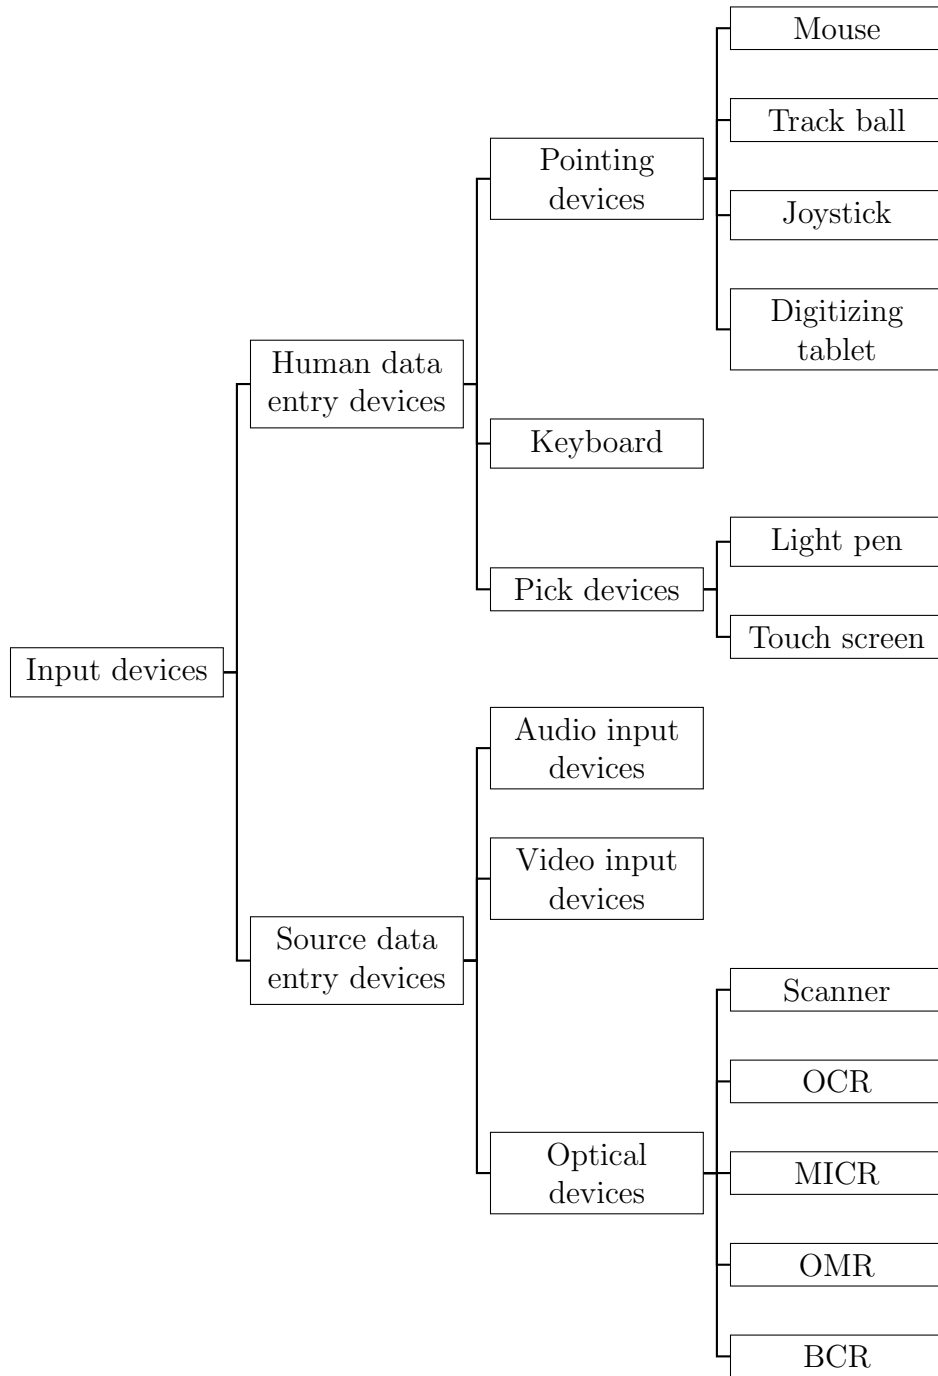 Mouse
Track ball
Pointing
devices
Joystick
Digitizing
tablet
Human data
entry devices
Keyboard
Light pen
Pick devices
Touch screen
Input devices
Audio input
devices
Video input
devices
Source data
entry devices
Scanner
OCR
Optical
devices
MICR
OMR
BCR